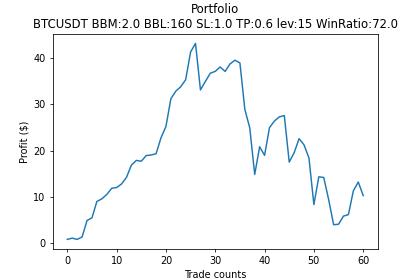 Portfolio
BTCUSDT BBM:2.0 BBL:160 SL:1.0 TP:0.6 lev:15 WinRatio:72.0
Profit ($)
40
30
20
10
0
0 10 20 30 40 50 60
Trade counts